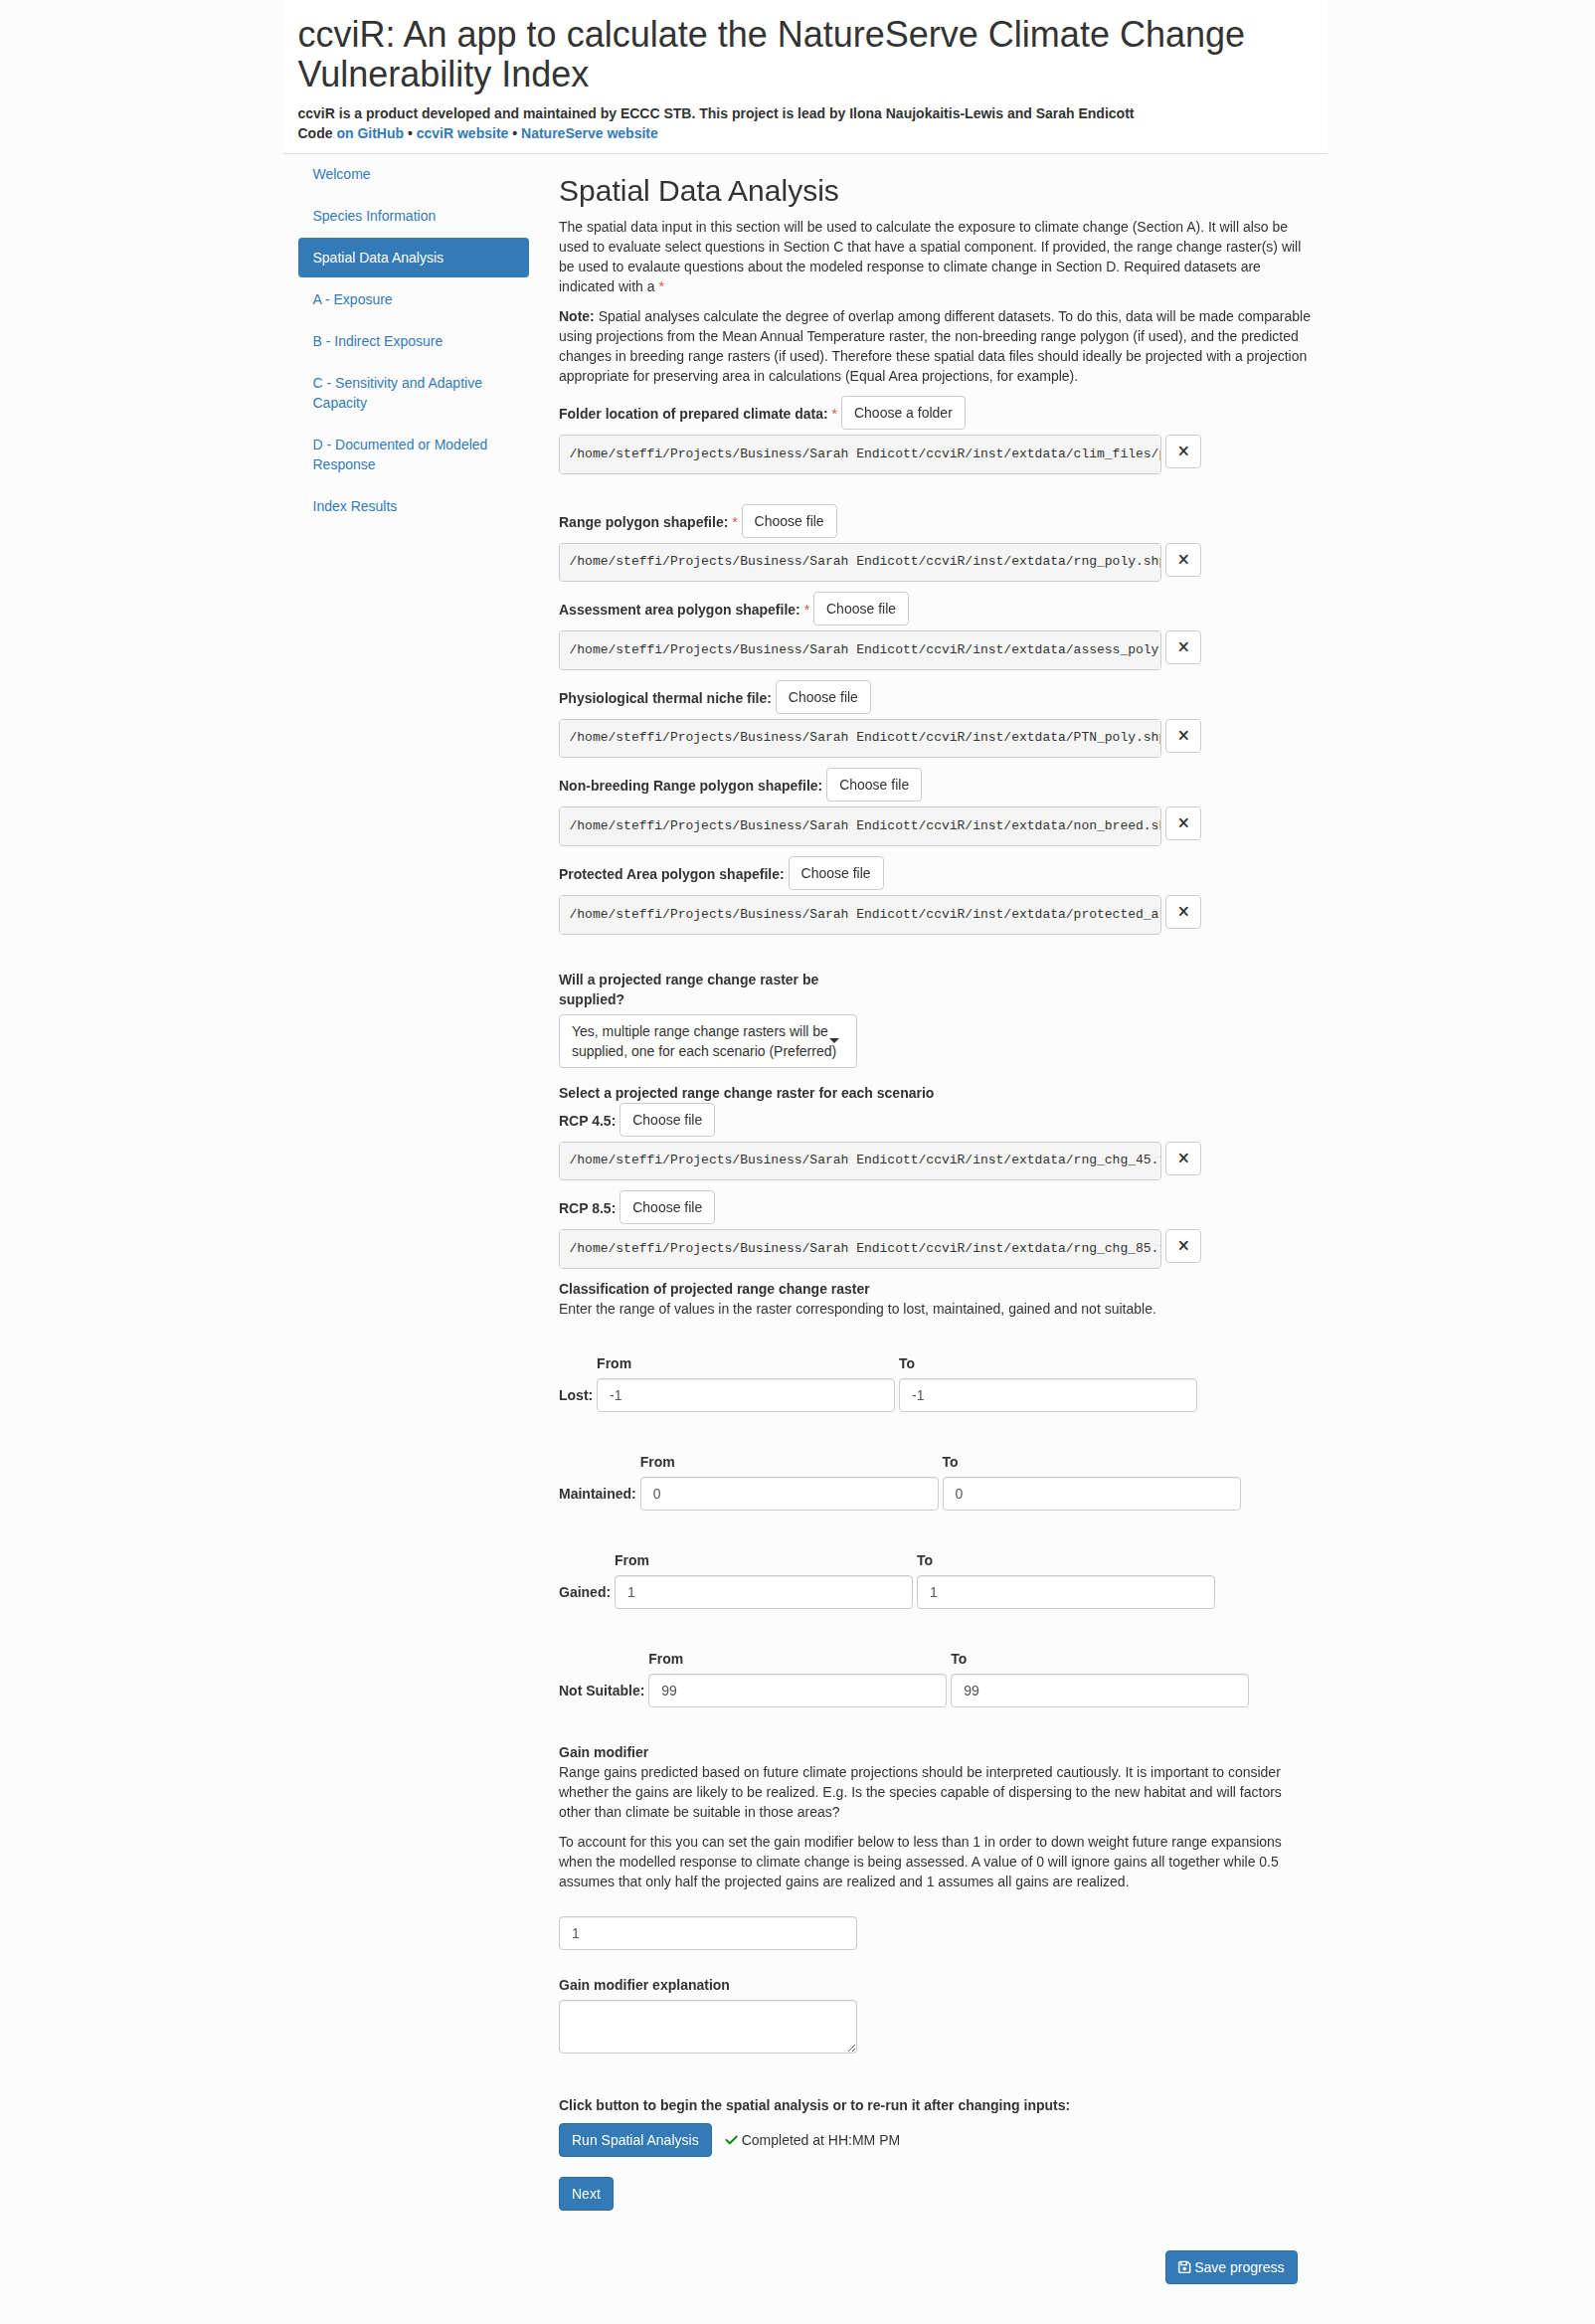 ccviR: An app to calculate the NatureServe Climate Change
Vulnerability Index
ccviR is a product developed and maintained by ECCC STB. This project is lead by Ilona Naujokaitis-Lewis and Sarah Endicott
Code on GitHub • ccviR website • NatureServe website
Welcome
Species Information
Spatial Data Analysis
A - Exposure
B - Indirect Exposure
C - Sensitivity and Adaptive
Capacity
D - Documented or Modeled
Response
Index Results
Spatial Data Analysis
The spatial data input in this section will be used to calculate the exposure to climate change (Section A). It will also be
used to evaluate select questions in Section C that have a spatial component. If provided, the range change raster(s) will
be used to evalaute questions about the modeled response to climate change in Section D. Required datasets are
indicated with a *
Note: Spatial analyses calculate the degree of overlap among different datasets. To do this, data will be made comparable
using projections from the Mean Annual Temperature raster, the non-breeding range polygon (if used), and the predicted
changes in breeding range rasters (if used). Therefore these spatial data files should ideally be projected with a projection
appropriate for preserving area in calculations (Equal Area projections, for example).
Folder location of prepared climate data: * Choose a folder
/home/steffi/Projects/Business/Sarah Endicott/ccviR/inst/extdata/clim_files/
Range polygon shapefile: * Choose file
/home/steffi/Projects/Business/Sarah Endicott/ccviR/inst/extdata/rng_poly.sh
Assessment area polygon shapefile: * Choose file
/home/steffi/Projects/Business/Sarah Endicott/ccviR/inst/extdata/assess_poly
Physiological thermal niche file: Choose file
/home/steffi/Projects/Business/Sarah Endicott/ccviR/inst/extdata/PTN_poly.sh
Non-breeding Range polygon shapefile: Choose file
/home/steffi/Projects/Business/Sarah Endicott/ccviR/inst/extdata/non_breed.s
Protected Area polygon shapefile: Choose file
/home/steffi/Projects/Business/Sarah Endicott/ccviR/inst/extdata/protected_a
Will a projected range change raster be
supplied?
Yes, multiple range change rasters will be
supplied, one for each scenario (Preferred)
Select a projected range change raster for each scenario
RCP 4.5: Choose file
/home/steffi/Projects/Business/Sarah Endicott/ccviR/inst/extdata/rng_chg_45.
RCP 8.5: Choose file
/home/steffi/Projects/Business/Sarah Endicott/ccviR/inst/extdata/rng_chg_85.
Classification of projected range change raster
Enter the range of values in the raster corresponding to lost, maintained, gained and not suitable.
From To
Lost: -1 -1
From To
Maintained: 0 0
From To
Gained: 1 1
From To
Not Suitable: 99 99
Gain modifier
Range gains predicted based on future climate projections should be interpreted cautiously. It is important to consider
whether the gains are likely to be realized. E.g. Is the species capable of dispersing to the new habitat and will factors
other than climate be suitable in those areas?
To account for this you can set the gain modifier below to less than 1 in order to down weight future range expansions
when the modelled response to climate change is being assessed. A value of 0 will ignore gains all together while 0.5
assumes that only half the projected gains are realized and 1 assumes all gains are realized.
1
Gain modifier explanation
Click button to begin the spatial analysis or to re-run it after changing inputs:
Run Spatial Analysis Completed at HH:MM PM
Next
Save progress